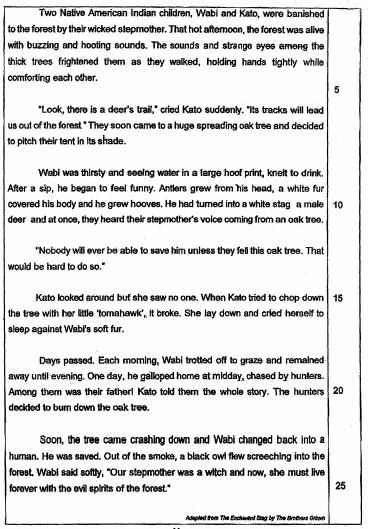 Two Native American Indian children, Wabi and Kato, were banished
to the forest by their wicked stepmother. That hot afternoon, the forest was alive
with buzzing and hooting sounds. The sounds and strange eyes among the
thick trees frightened them as they walked, holding hands tightly while
comforting each other.
5
"Look, there is a deer's trail," cried Kato suddenly. "Its tracks will lead
us out of the forest." They soon came to a huge spreading oak tree and decided
to pitch their tent in its shade.
Wabi was thirsty and seeing water in a large hoof print, knelt to drink.
After a sip, he began to feel funny. Antlers grew from his head, a white fur
covered his body and he grew hooves. He had turned into a white stag a male 10
deer and at once, they heard their stepmother's voice coming from an oak tree.
"Nobody will ever be able to save him unless they fell this oak tree. That
would be hard to do so."
Kato looked around but she saw no one. When Kato tried to chop down 15
the tree with her little 'tomahawk', it broke. She lay down and cried herself to
sleep against Wabi's soft fur.
Days passed. Each morning, Wabi trotted off to graze and remained
away until evening. One day, he galloped home at midday, chased by hunters.
Among them was their father! Kato told them the whole story. The hunters 20
decided to burn down the oak tree.
Soon, the tree came crashing down and Wabi changed back into a
human. He was saved. Out of the smoke, a black owl flew screeching into the
forest. Wabi said softly, "Our stepmother was a witch and now, she must live
forever with the evil spirits of the forest." 25
Adapted from The Enchanted Stag by The Brothers Grimm